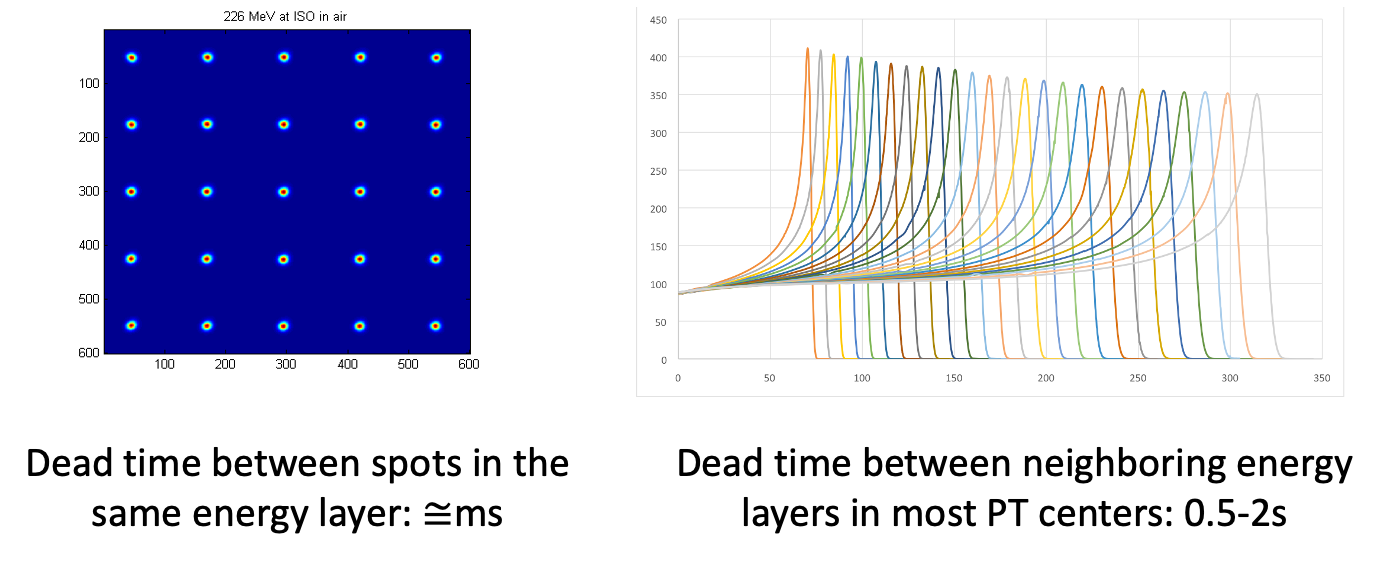 226 MeV at ISO in air
100
200
300
400
500
600
100 200 300 400 500 600
450
400
350
300
250
200
150
100
50
0
0 50 100 150 200 250 300 350
Dead time between spots in the
same energy layer: ≅ms
Dead time between neighboring energy
layers in most PT centers: 0.5-2s